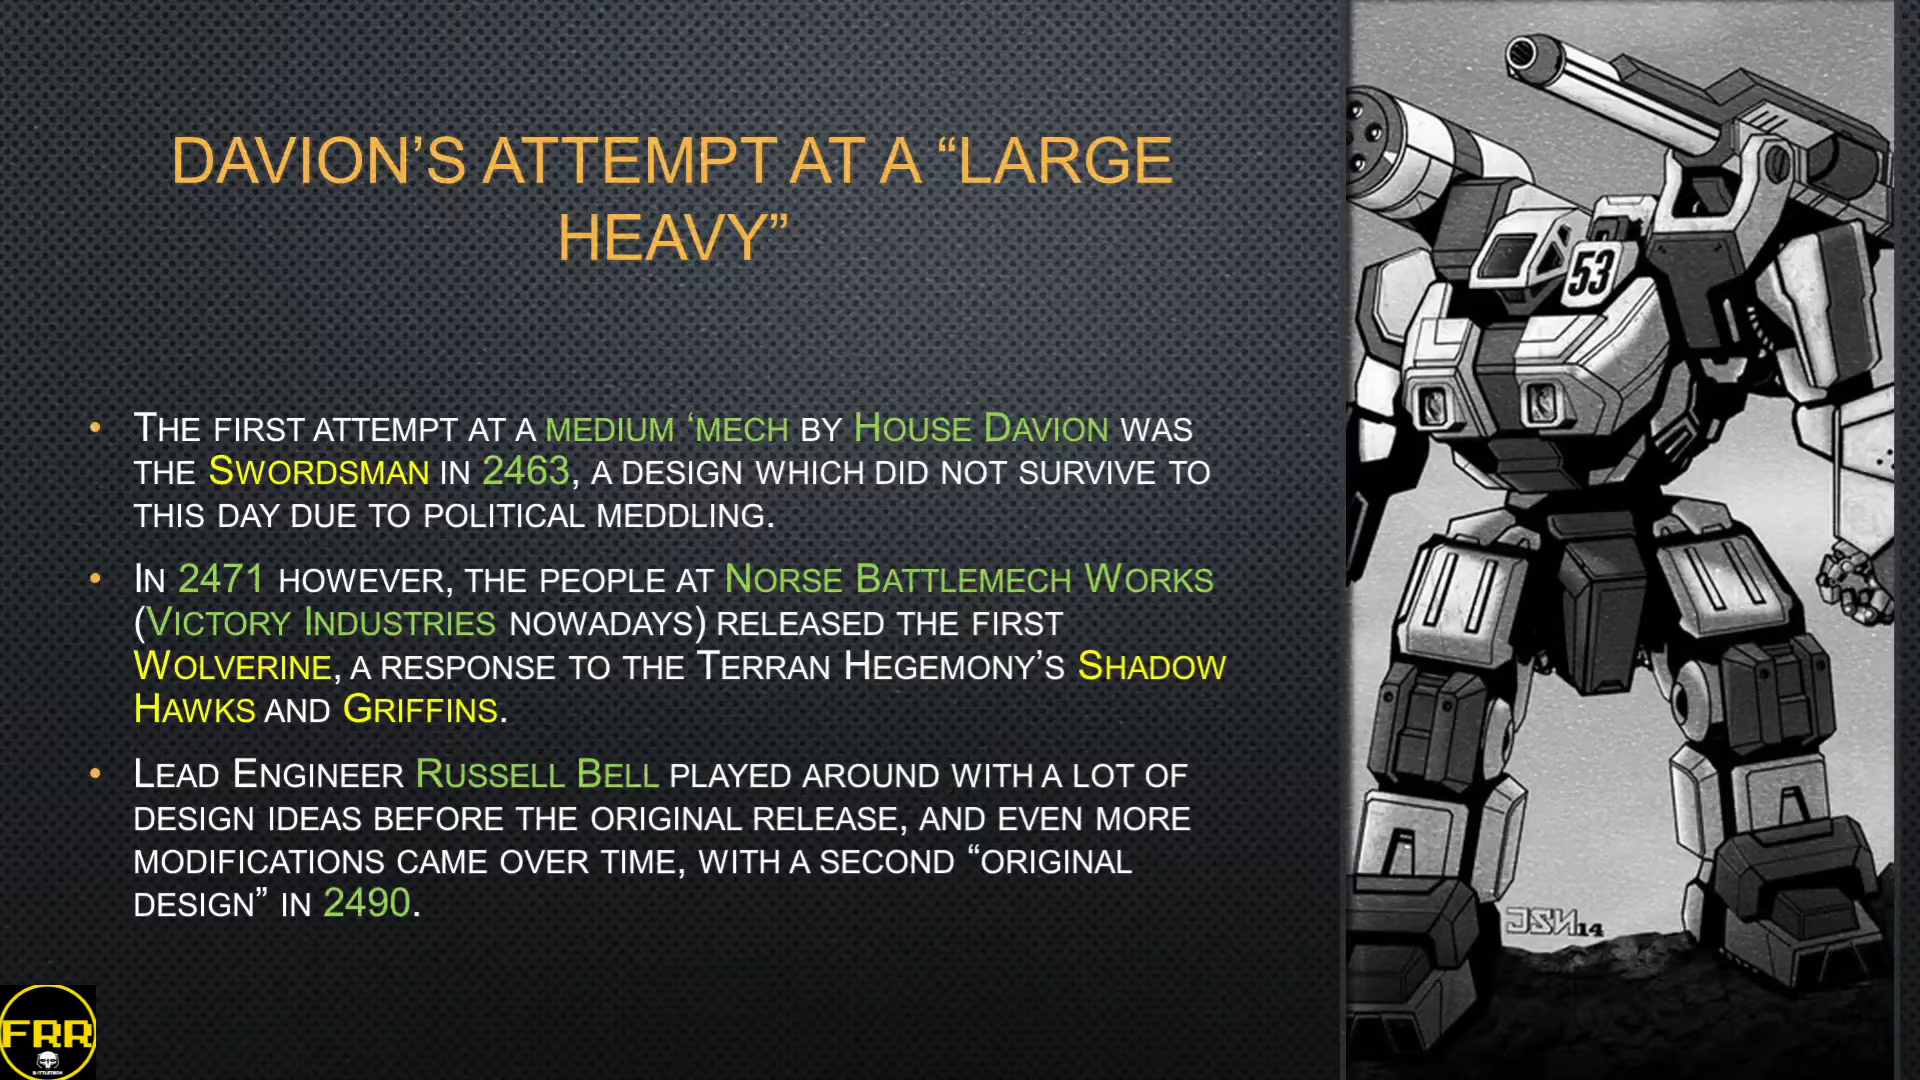 DAVION’S ATTEMPT AT A “LARGE
HEAVY”
• THE FIRST ATTEMPT AT A MEDIUM ‘MECH BY HOUSE DAVION WAS
THE SWORDSMAN IN 2463, A DESIGN WHICH DID NOT SURVIVE TO
THIS DAY DUE TO POLITICAL MEDDLING.
• IN 2471 HOWEVER, THE PEOPLE AT NORSE BATTLEMECH WORKS
(VICTORY INDUSTRIES NOWADAYS) RELEASED THE FIRST
WOLVERINE, A RESPONSE TO THE TERRAN HEGEMONY’S SHADOW
HAWKS AND GRIFFINS.
• LEAD ENGINEER RUSSELL BELL PLAYED AROUND WITH A LOT OF
DESIGN IDEAS BEFORE THE ORIGINAL RELEASE, AND EVEN MORE
MODIFICATIONS CAME OVER TIME, WITH A SECOND “ORIGINAL
DESIGN” IN 2490.
53
JSN14
FRR
BATTLETECH